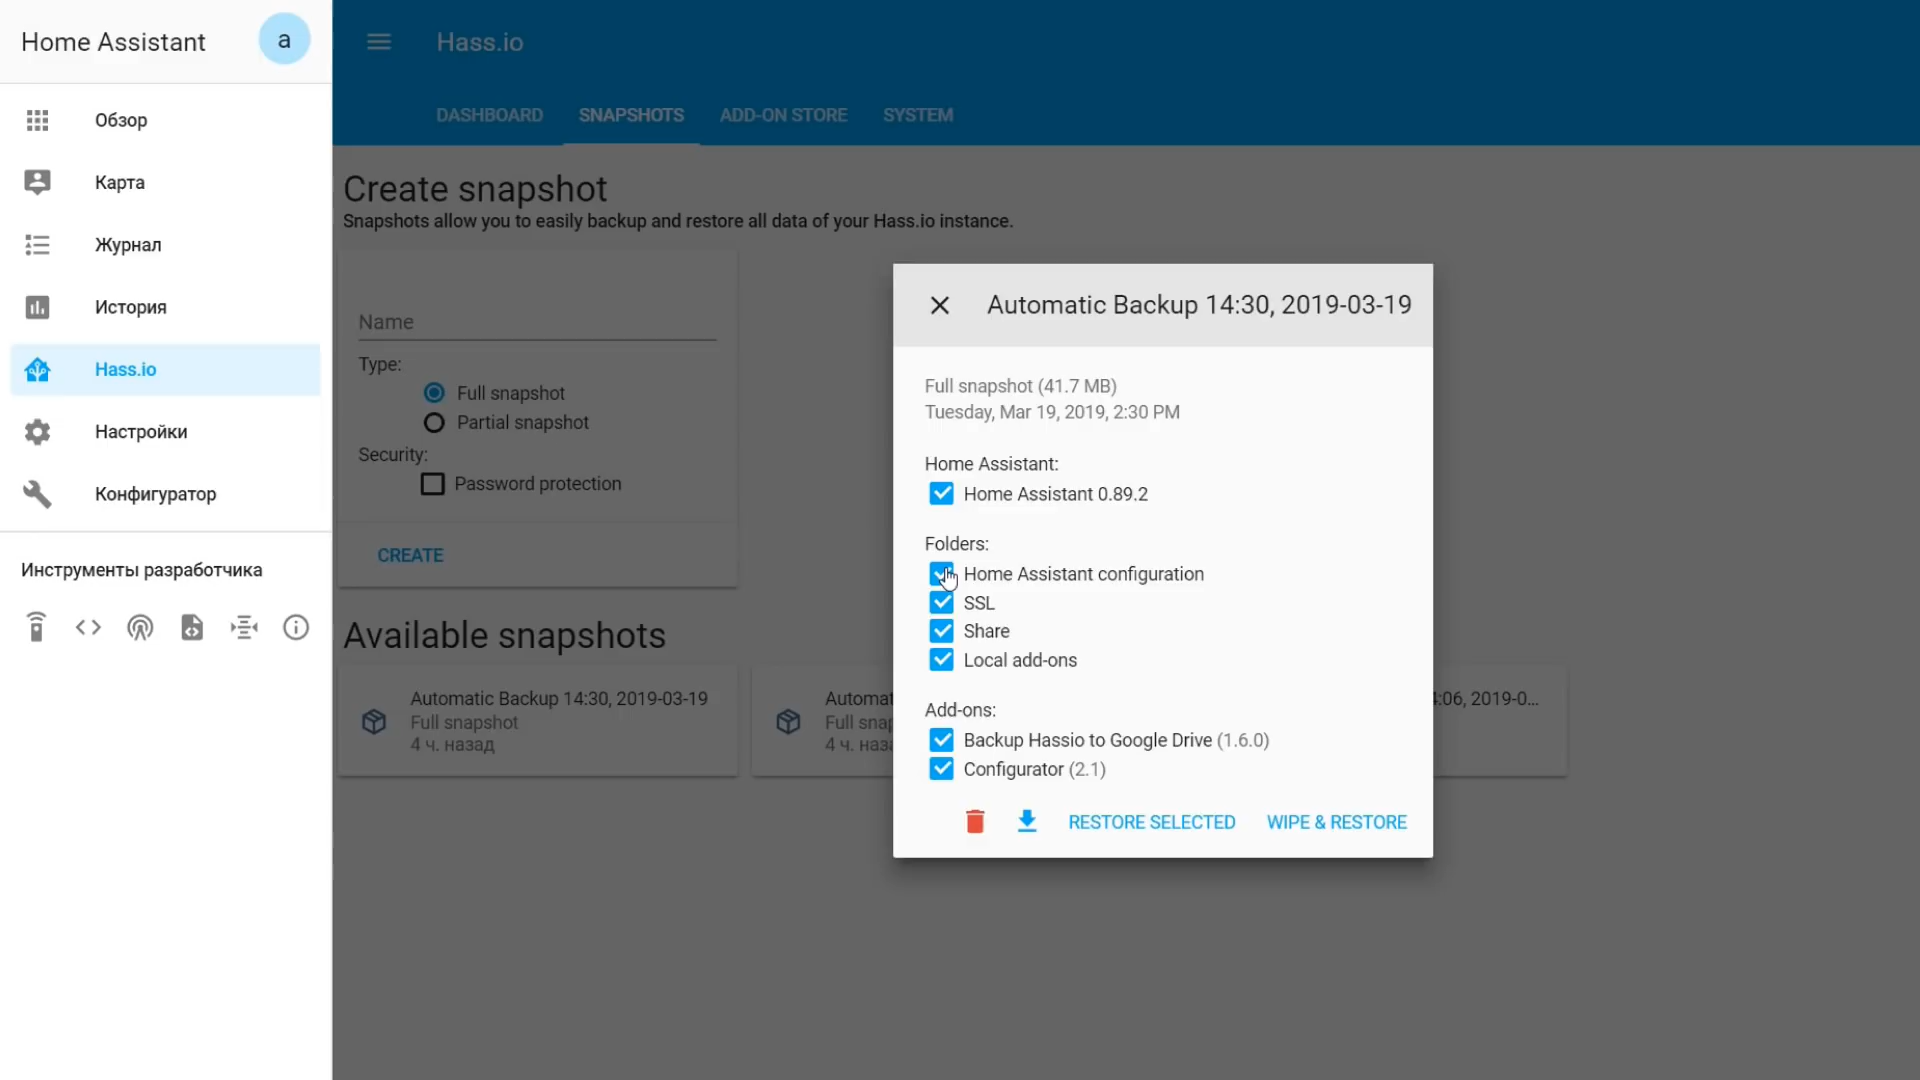 Home Assistant
a
Обзор
Карта
Журнал
История
Hass.io
Настройки
Конфигуратор
Инструменты разработчика
Hass.io
DASHBOARD
SNAPSHOTS
ADD-ON STORE
SYSTEM
Create snapshot
Snapshots allow you to easily backup and restore all data of your Hass.io instance.
Name
Type:
Full snapshot
Partial snapshot
Security:
Password protection
CREATE
Available snapshots
Automatic Backup 14:30, 2019-03-19
Full snapshot
4 ч. назад
Automat
Full snap
4 ч. наза
:06, 2019-0...
Automatic Backup 14:30, 2019-03-19
Full snapshot (41.7 MB)
Tuesday, Mar 19, 2019, 2:30 PM
Home Assistant:
Home Assistant 0.89.2
Folders:
Home Assistant configuration
SSL
Share
Local add-ons
Add-ons:
Backup Hassio to Google Drive (1.6.0)
Configurator (2.1)
RESTORE SELECTED
WIPE & RESTORE